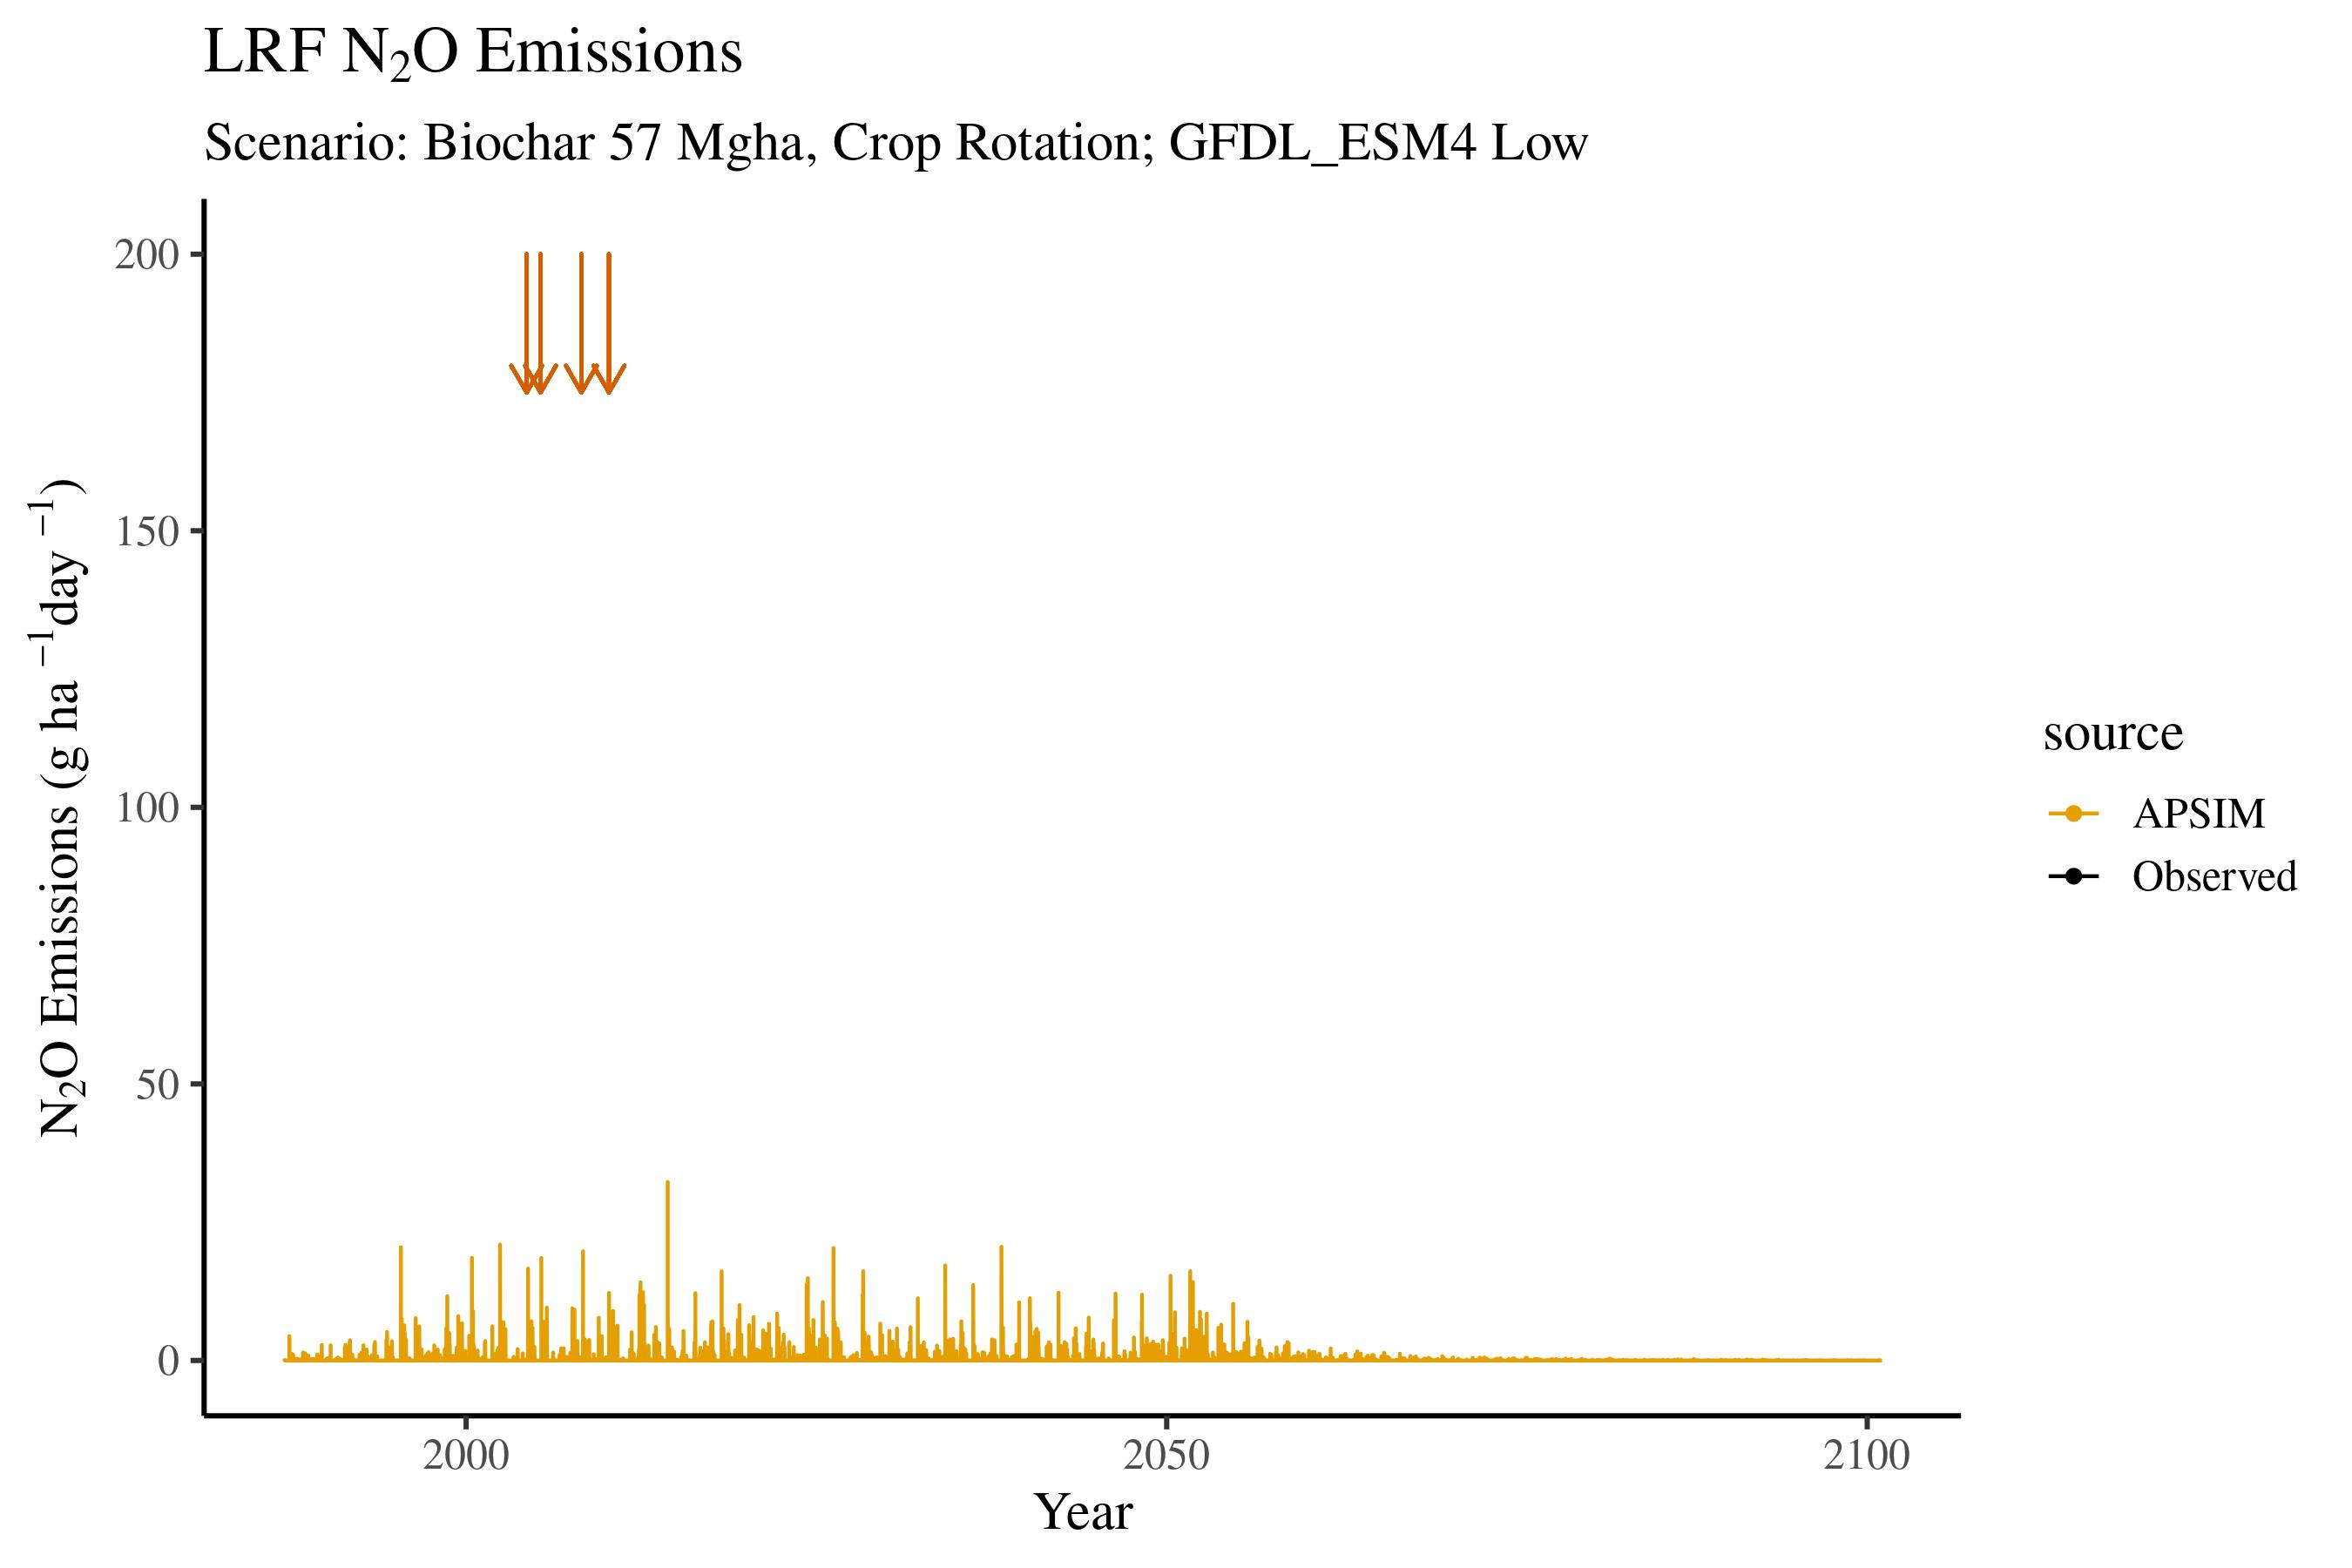 LRF N₂O Emissions
Scenario: Biochar 57 Mgha, Crop Rotation; GFDL_ESM4 Low
N₂O Emissions (g ha ⁻¹day ⁻¹)
200
150
100
50
0
2000
2050
2100
Year
source
APSIM
Observed